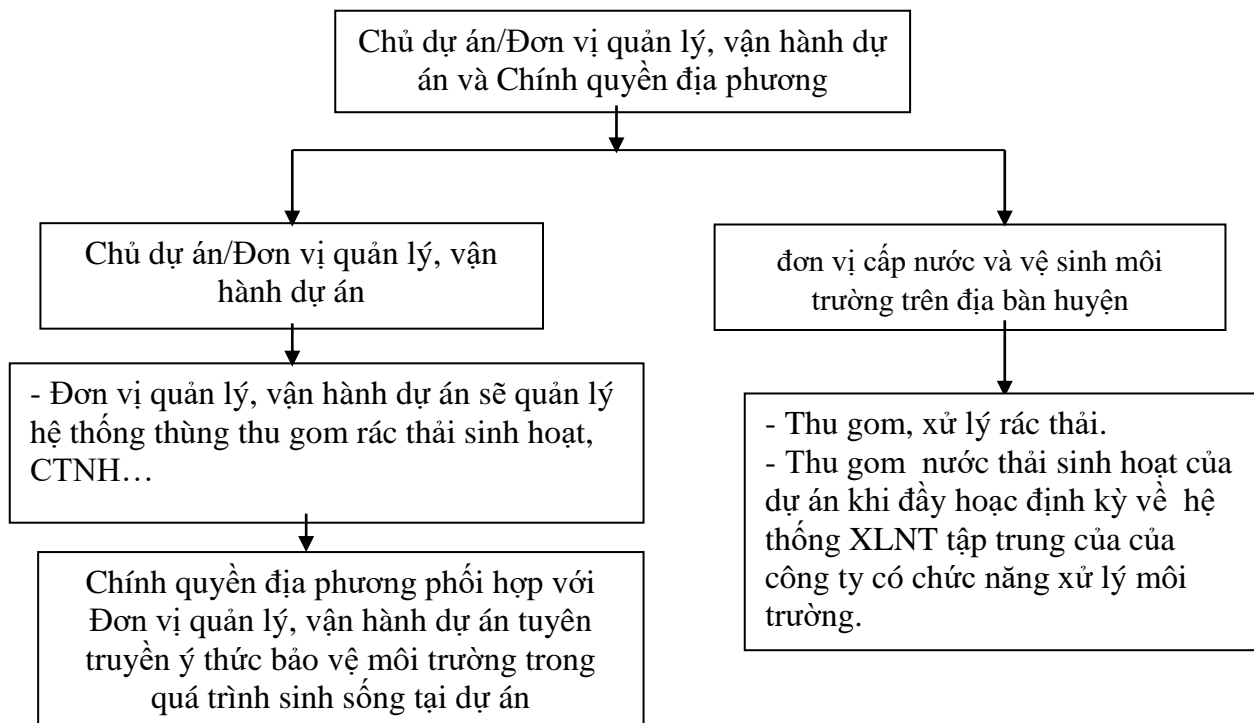 Chủ dự án/Đơn vị quản lý, vận hành dự
án và Chính quyền địa phương
Chủ dự án/Đơn vị quản lý, vận
hành dự án
đơn vị cấp nước và vệ sinh môi
trường trên địa bàn huyện
- Đơn vị quản lý, vận hành dự án sẽ quản lý
hệ thống thùng thu gom rác thải sinh hoạt,
CTNH…
- Thu gom, xử lý rác thải.
- Thu gom nước thải sinh hoạt của
dự án khi đầy hoạc định kỳ về hệ
thống XLNT tập trung của của
công ty có chức năng xử lý môi
trường.
Chính quyền địa phương phối hợp với
Đơn vị quản lý, vận hành dự án tuyên
truyền ý thức bảo vệ môi trường trong
quá trình sinh sống tại dự án